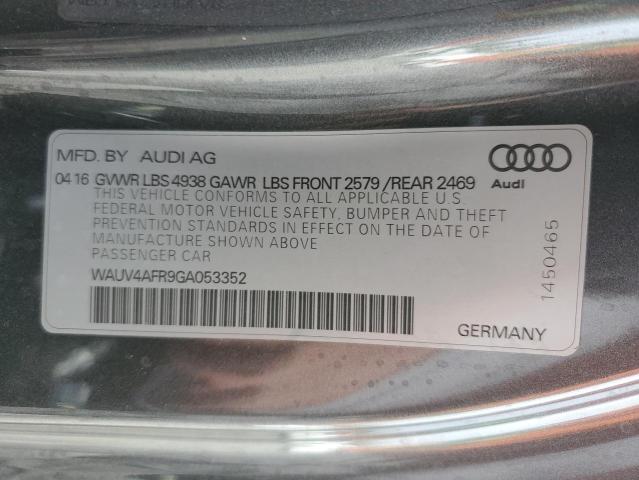 MFD. BY AUDI AG
04 16 GVWR LBS 4938 GAWR LBS FRONT 2579 /REAR 2469
THIS VEHICLE CONFORMS TO ALL APPLICABLE U.S.
FEDERAL MOTOR VEHICLE SAFETY, BUMPER AND THEFT
PREVENTION STANDARDS IN EFFECT ON THE DATE OF
MANUFACTURE SHOWN ABOVE
PASSENGER CAR
WAUV4AFR9GA053352
Audi
1450465
GERMANY